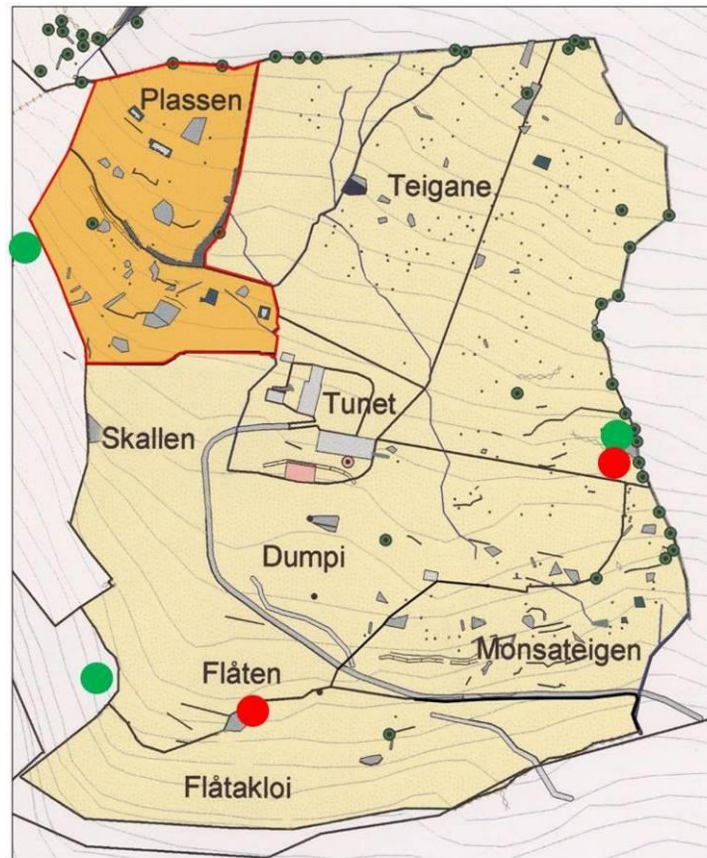 Plassen
Teigane
Tunet
Skallen
Dumpi
Monsateigen
Flåten
Flåtakloi